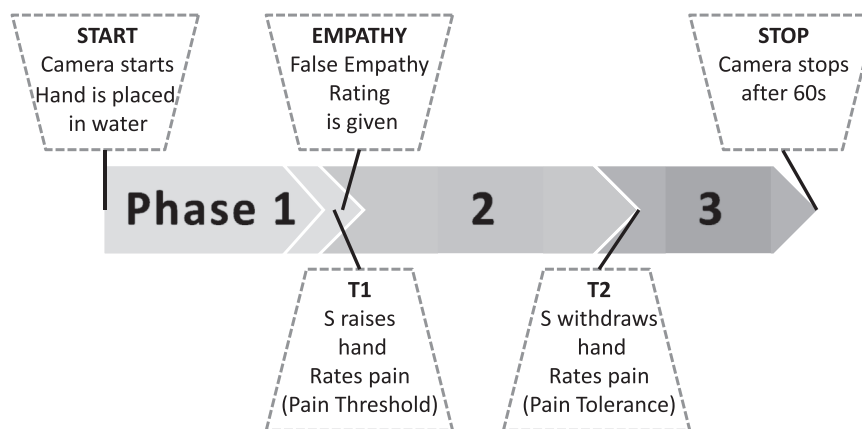 START
Camera starts
Hand is placed
in water
EMPATHY
False Empathy
Rating
is given
STOP
Camera stops
after 60s
Phase 1
2
3
T1
S raises
hand
Rates pain
(Pain Threshold)
T2
S withdraws
hand
Rates pain
(Pain Tolerance)